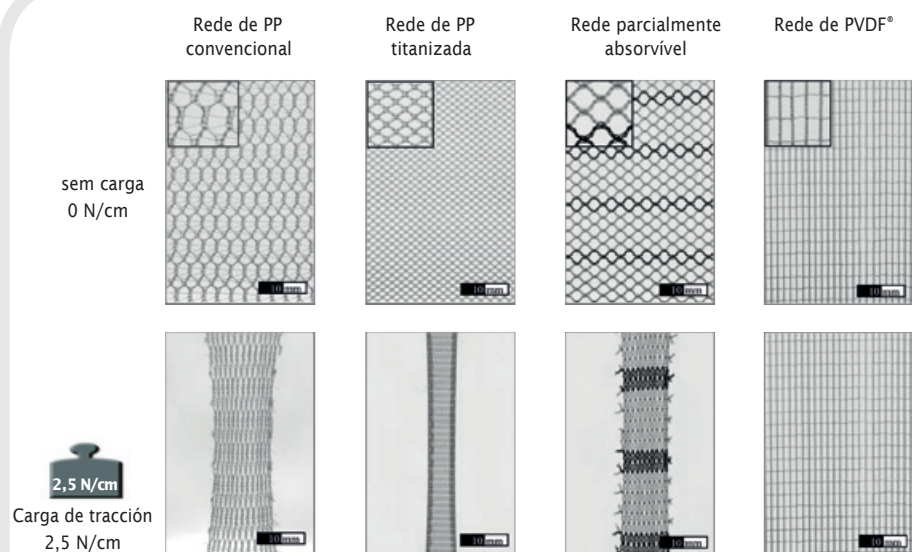 Rede de PP
convencional
Rede de PP
titanizada
Rede parcialmente
absorvível
Rede de PVDF®
sem carga
0 N/cm
10 mm
10 mm
10 mm
10 mm
2,5 N/cm
Carga de tracción
2,5 N/cm
10 mm
10 mm
10 mm
10 mm